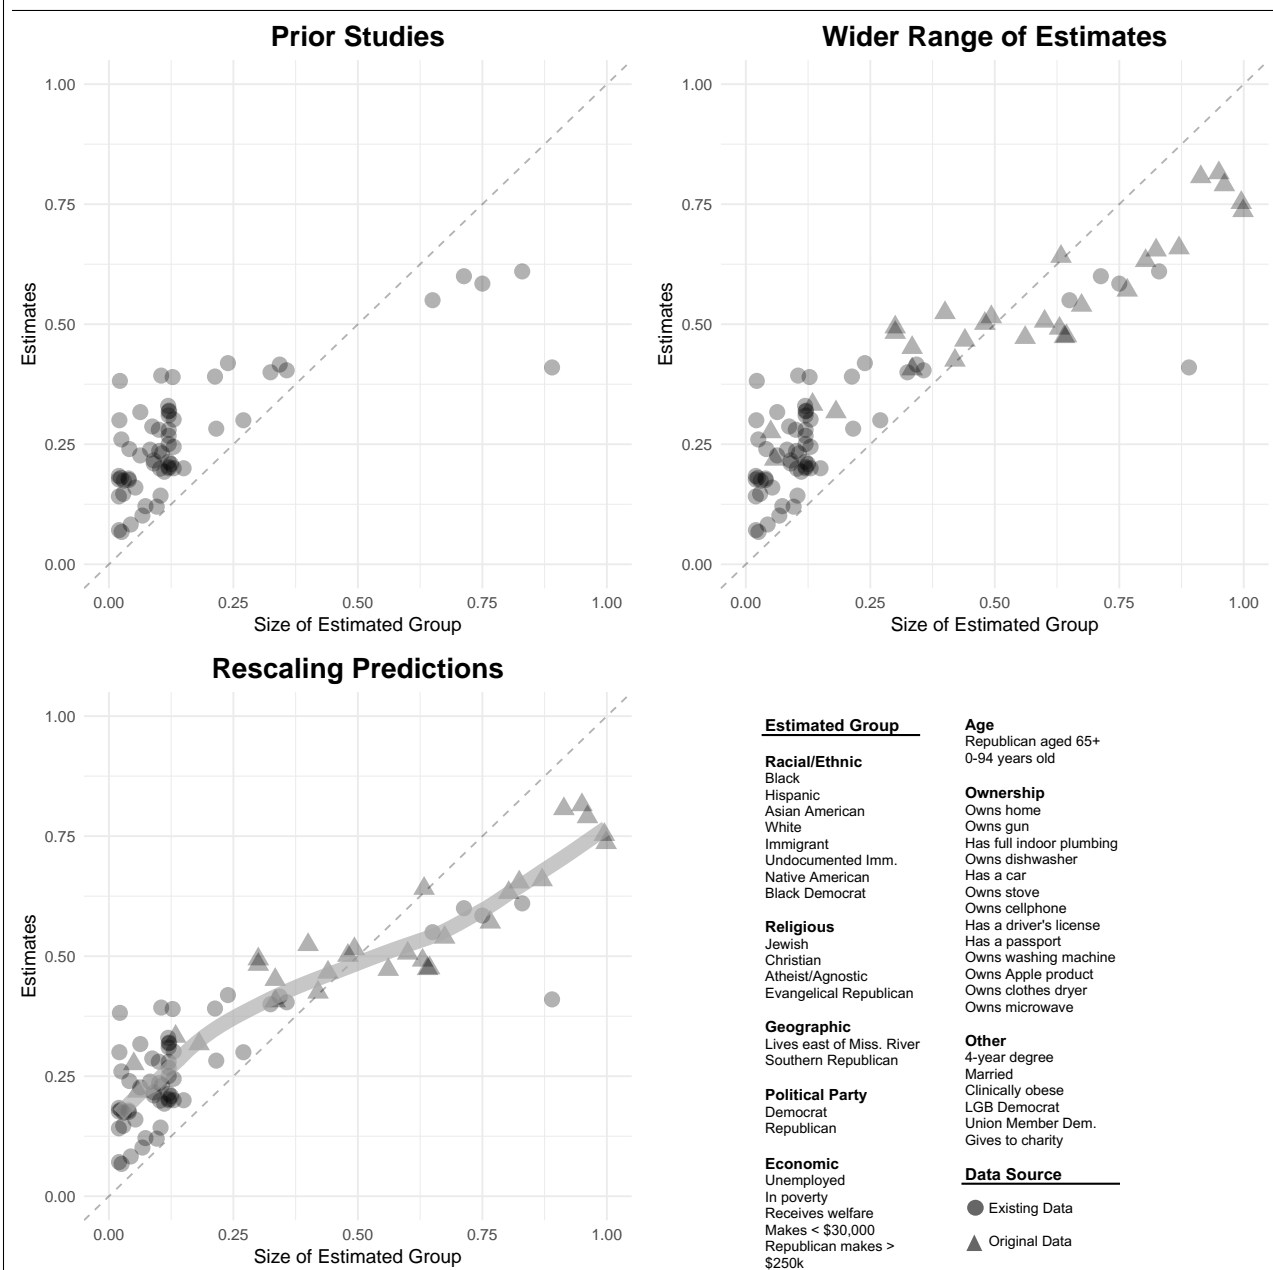 Prior Studies
1.00
0.75
0.50
0.25
0.00
Estimates
0.00 0.25 0.50 0.75 1.00
Size of Estimated Group
Wider Range of Estimates
1.00
0.75
0.50
0.25
0.00
Estimates
0.00 0.25 0.50 0.75 1.00
Size of Estimated Group
Rescaling Predictions
1.00
0.75
0.50
0.25
0.00
Estimates
0.00 0.25 0.50 0.75 1.00
Size of Estimated Group
Estimated Group
Racial/Ethnic
Black
Hispanic
Asian American
White
Immigrant
Undocumented Imm.
Native American
Black Democrat
Religious
Jewish
Christian
Atheist/Agnostic
Evangelical Republican
Geographic
Lives east of Miss. River
Southern Republican
Political Party
Democrat
Republican
Economic
Unemployed
In poverty
Receives welfare
Makes < $30,000
Republican makes >
$250k
Age
Republican aged 65+
0-94 years old
Ownership
Owns home
Owns gun
Has full indoor plumbing
Owns dishwasher
Has a car
Owns stove
Owns cellphone
Has a driver's license
Has a passport
Owns washing machine
Owns Apple product
Owns clothes dryer
Owns microwave
Other
4-year degree
Married
Clinically obese
LGB Democrat
Union Member Dem.
Gives to charity
Data Source
Existing Data
Original Data